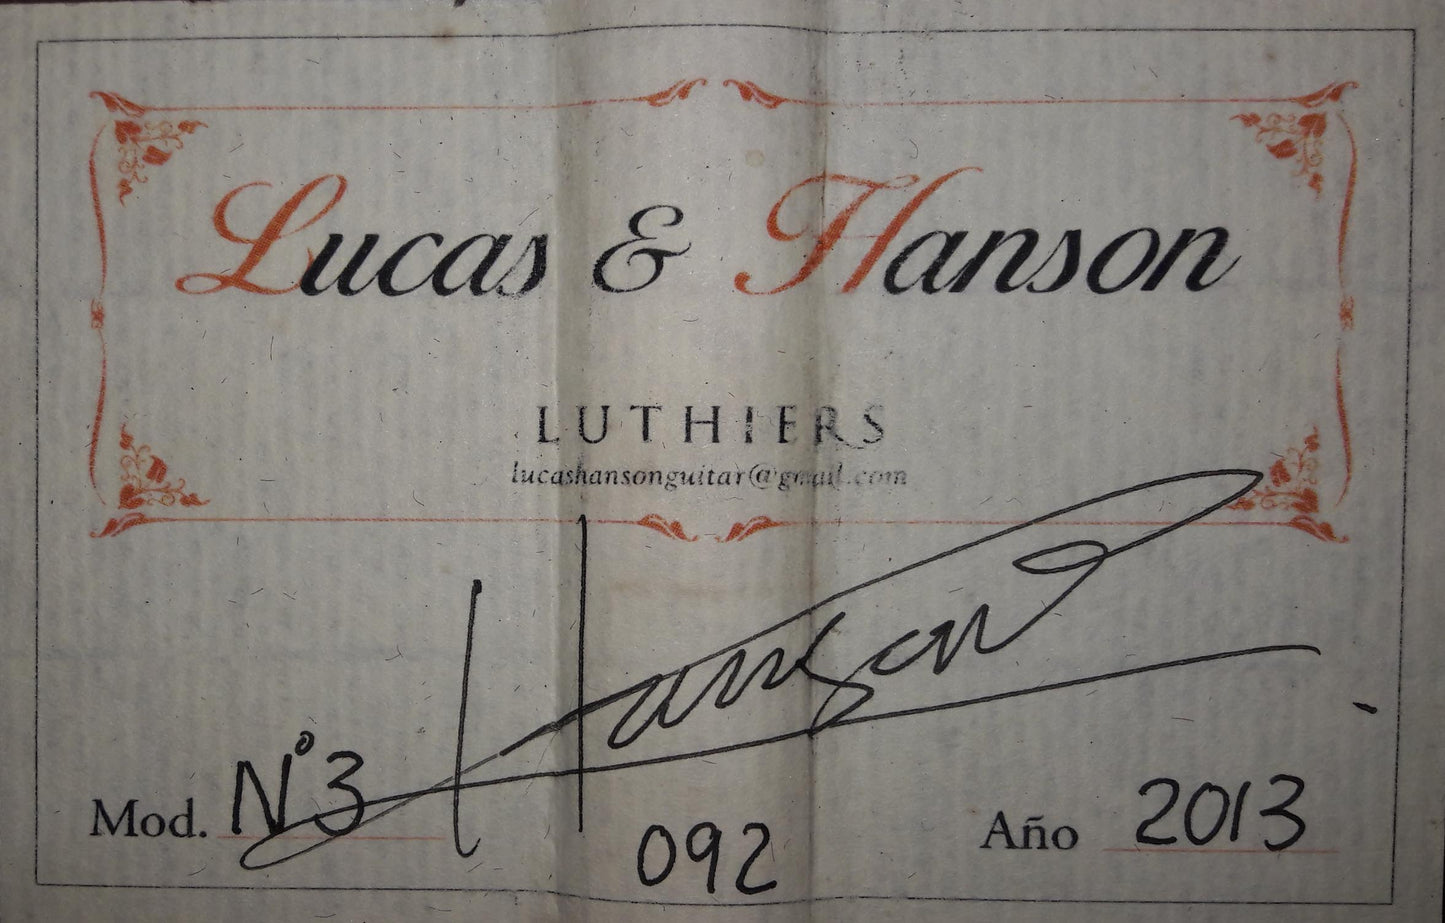 Lucas & Hanson
LUTHIERS
lucashansonguitar@gmail.com
Hanson
Mod. Nº3
092
Año 2013